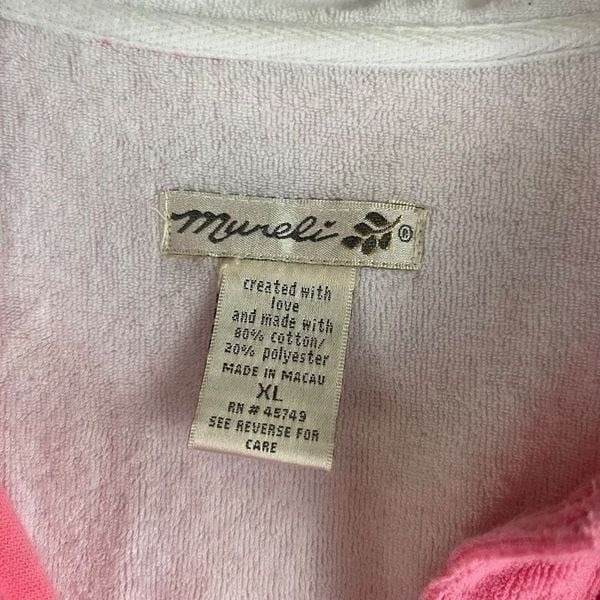 mureli ®
created with
love
and made with
80% cotton/
20% polyester
MADE IN MACAU
XL
RN # 45749
SEE REVERSE FOR
CARE